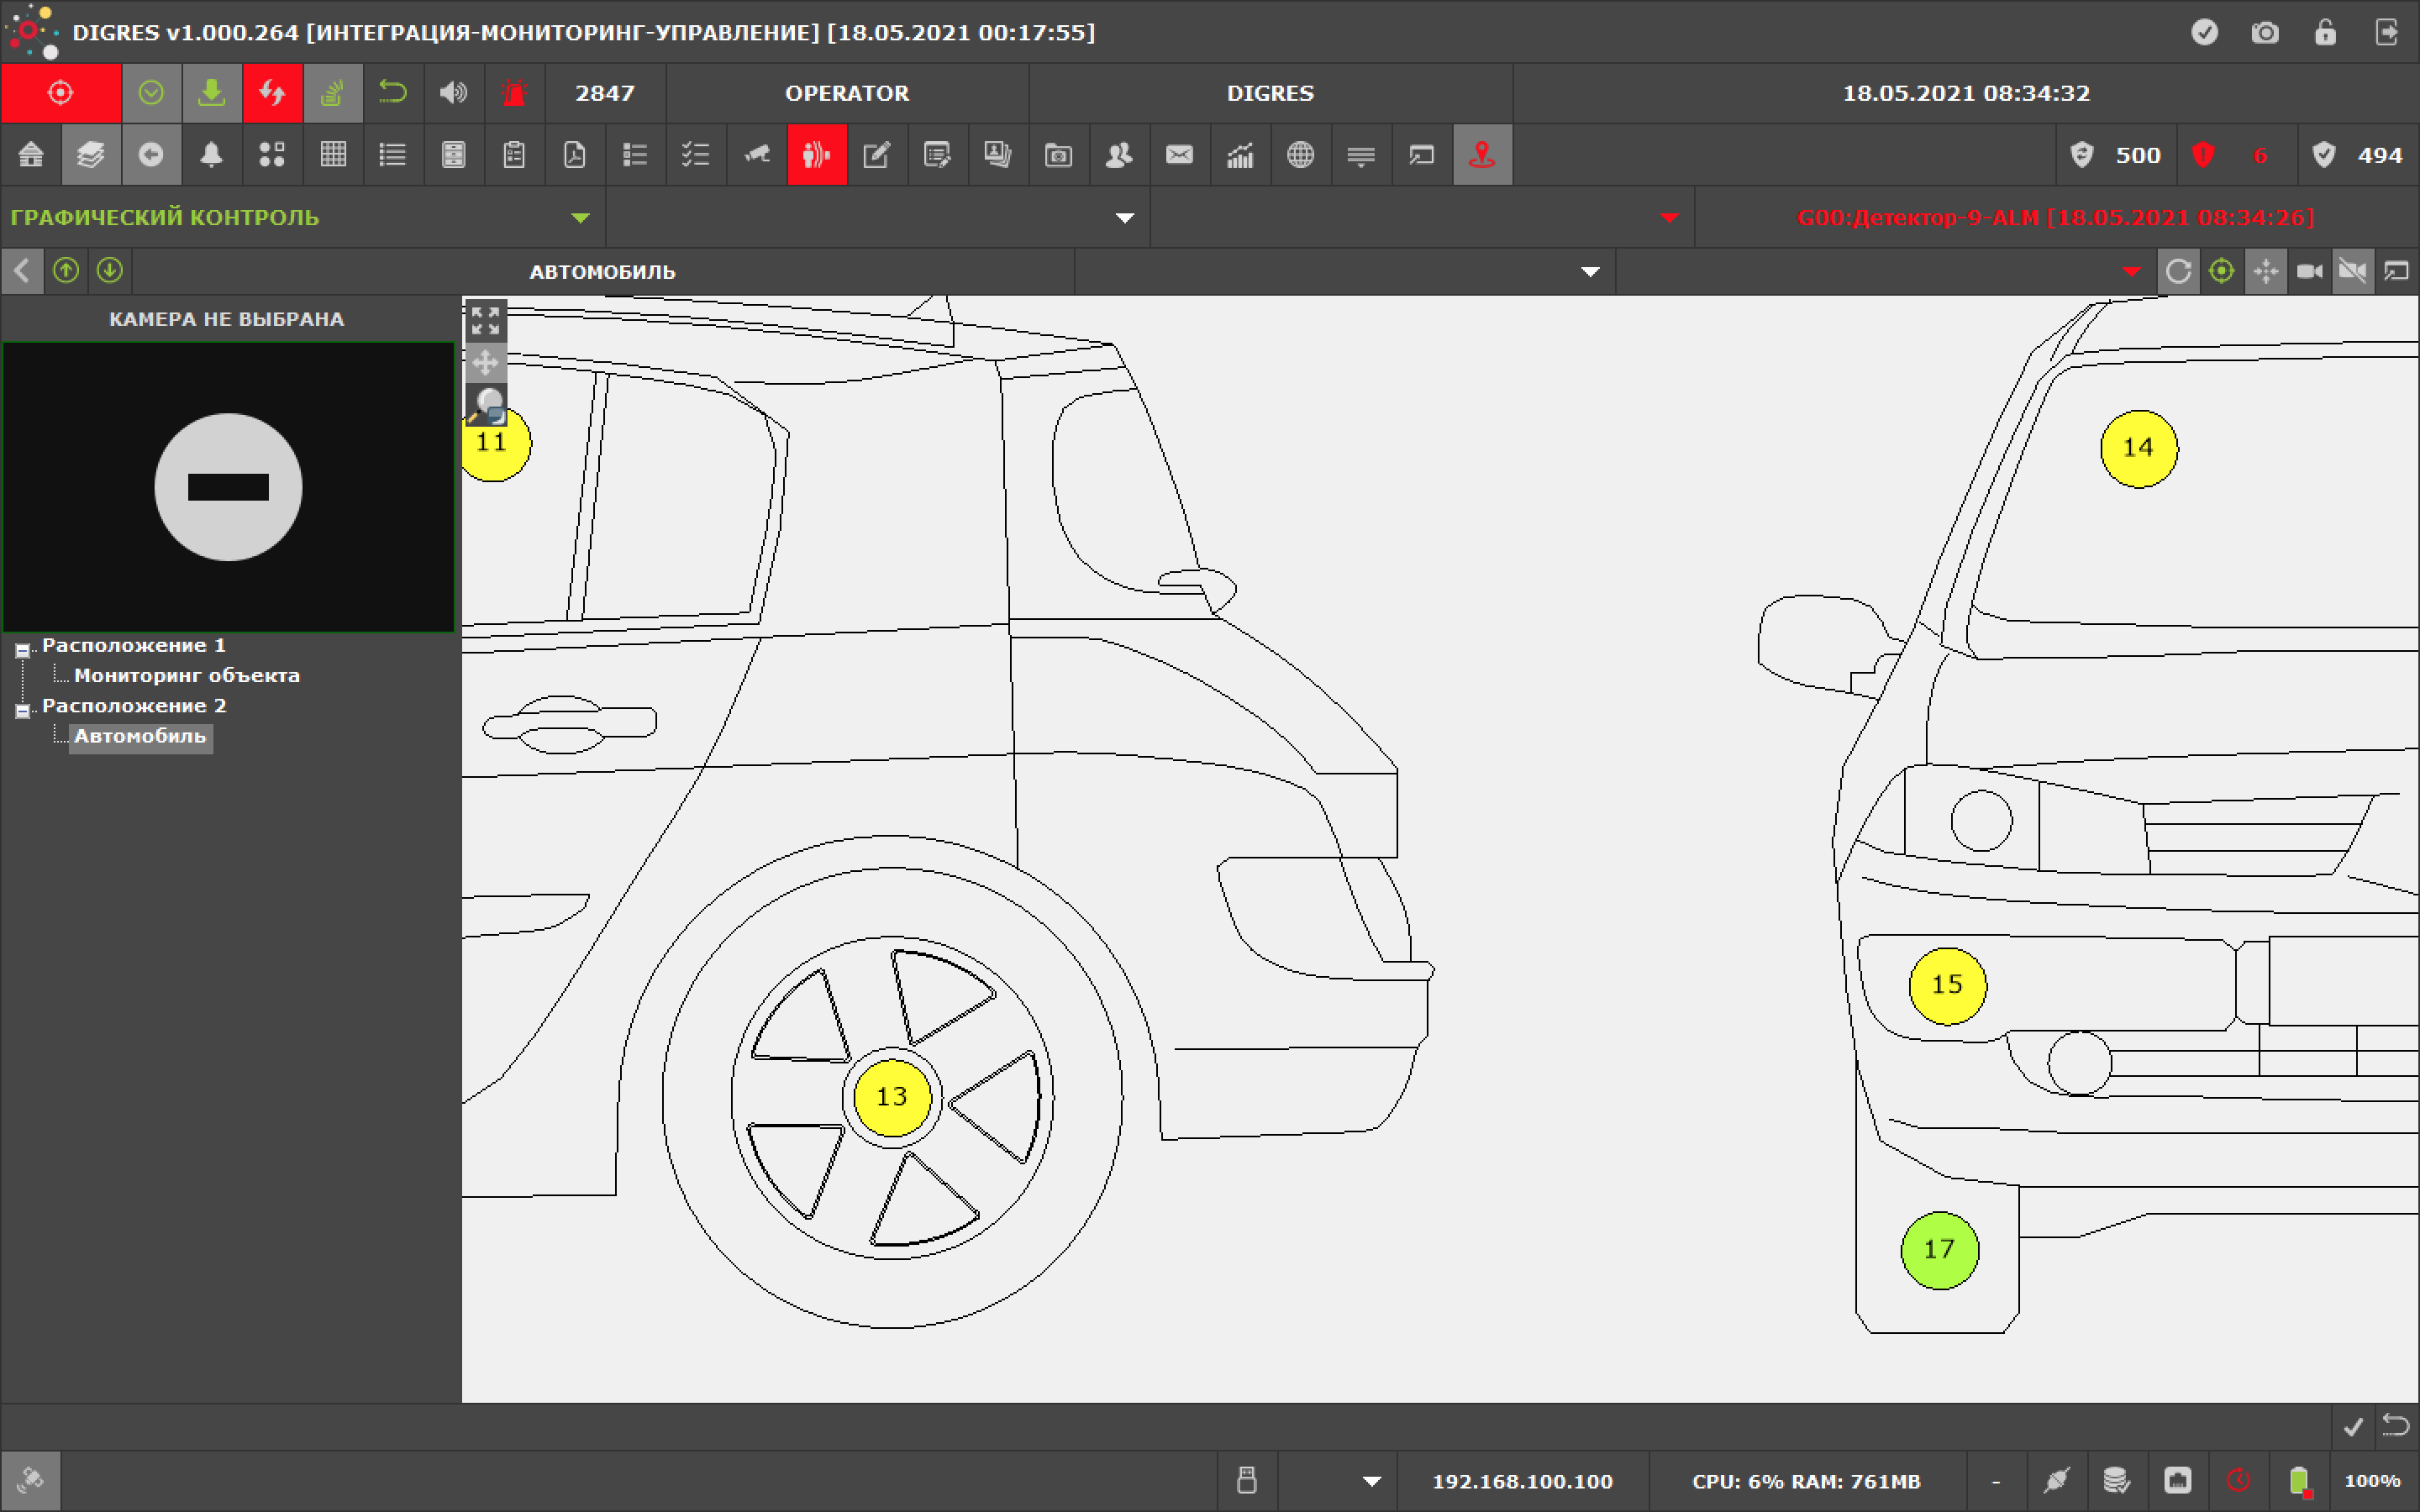 DIGRES v1.000.264 [ИНТЕГРАЦИЯ-МОНИТОРИНГ-УПРАВЛЕНИЕ] [18.05.2021 00:17:55]
2847 OPERATOR DIGRES 18.05.2021 08:34:32
500 6 494
ГРАФИЧЕСКИЙ КОНТРОЛЬ G00:Детектор-9-ALM [18.05.2021 08:34:26]
АВТОМОБИЛЬ
КАМЕРА НЕ ВЫБРАНА
11
14
Расположение 1
Мониторинг объекта
Расположение 2
Автомобиль
15
13
17
192.168.100.100 CPU: 6% RAM: 761MB - 100%